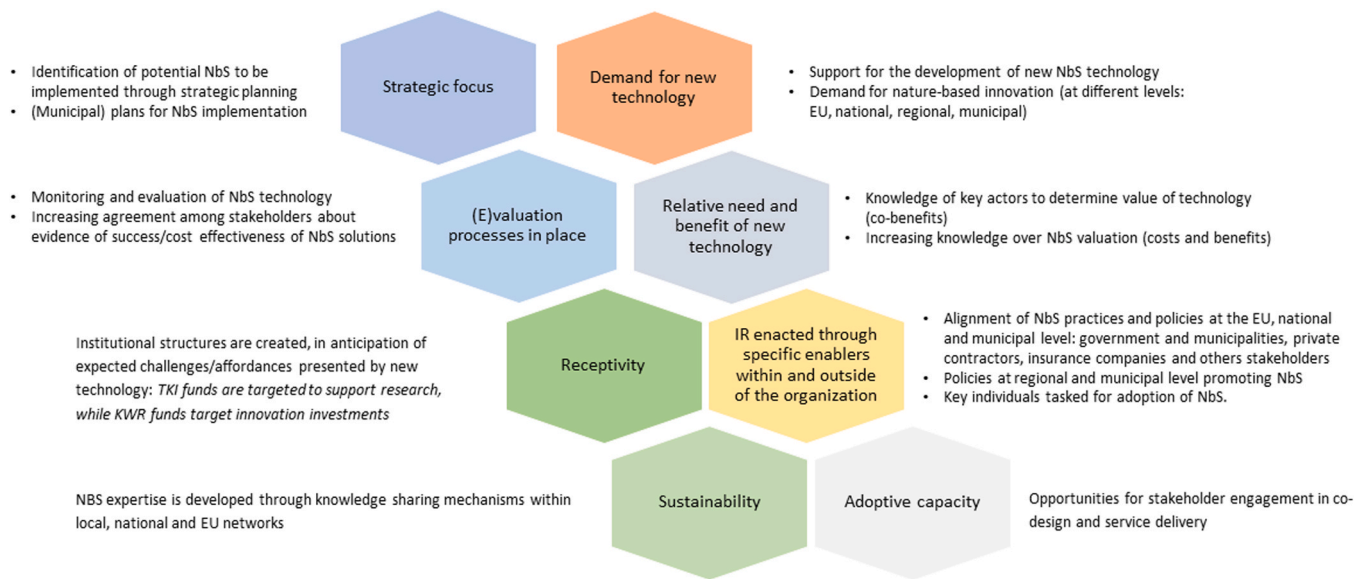 • Identification of potential NbS to be
implemented through strategic planning
• (Municipal) plans for NbS implementation
Strategic focus
Demand for new
technology
• Support for the development of new NbS technology
• Demand for nature-based innovation (at different levels:
EU, national, regional, municipal)
• Monitoring and evaluation of NbS technology
• Increasing agreement among stakeholders about
evidence of success/cost effectiveness of NbS solutions
(E)valuation
processes in place
Relative need and
benefit of new
technology
• Knowledge of key actors to determine value of technology
(co-benefits)
• Increasing knowledge over NbS valuation (costs and benefits)
Institutional structures are created, in anticipation of
expected challenges/affordances presented by new
technology: TKI funds are targeted to support research,
while KWR funds target innovation investments
Receptivity
IR enacted through
specific enablers
within and outside
of the organization
• Alignment of NbS practices and policies at the EU, national
and municipal level: government and municipalities, private
contractors, insurance companies and others stakeholders
• Policies at regional and municipal level promoting NbS
• Key individuals tasked for adoption of NbS.
NBS expertise is developed through knowledge sharing mechanisms within
local, national and EU networks
Sustainability
Adoptive capacity
Opportunities for stakeholder engagement in co-
design and service delivery